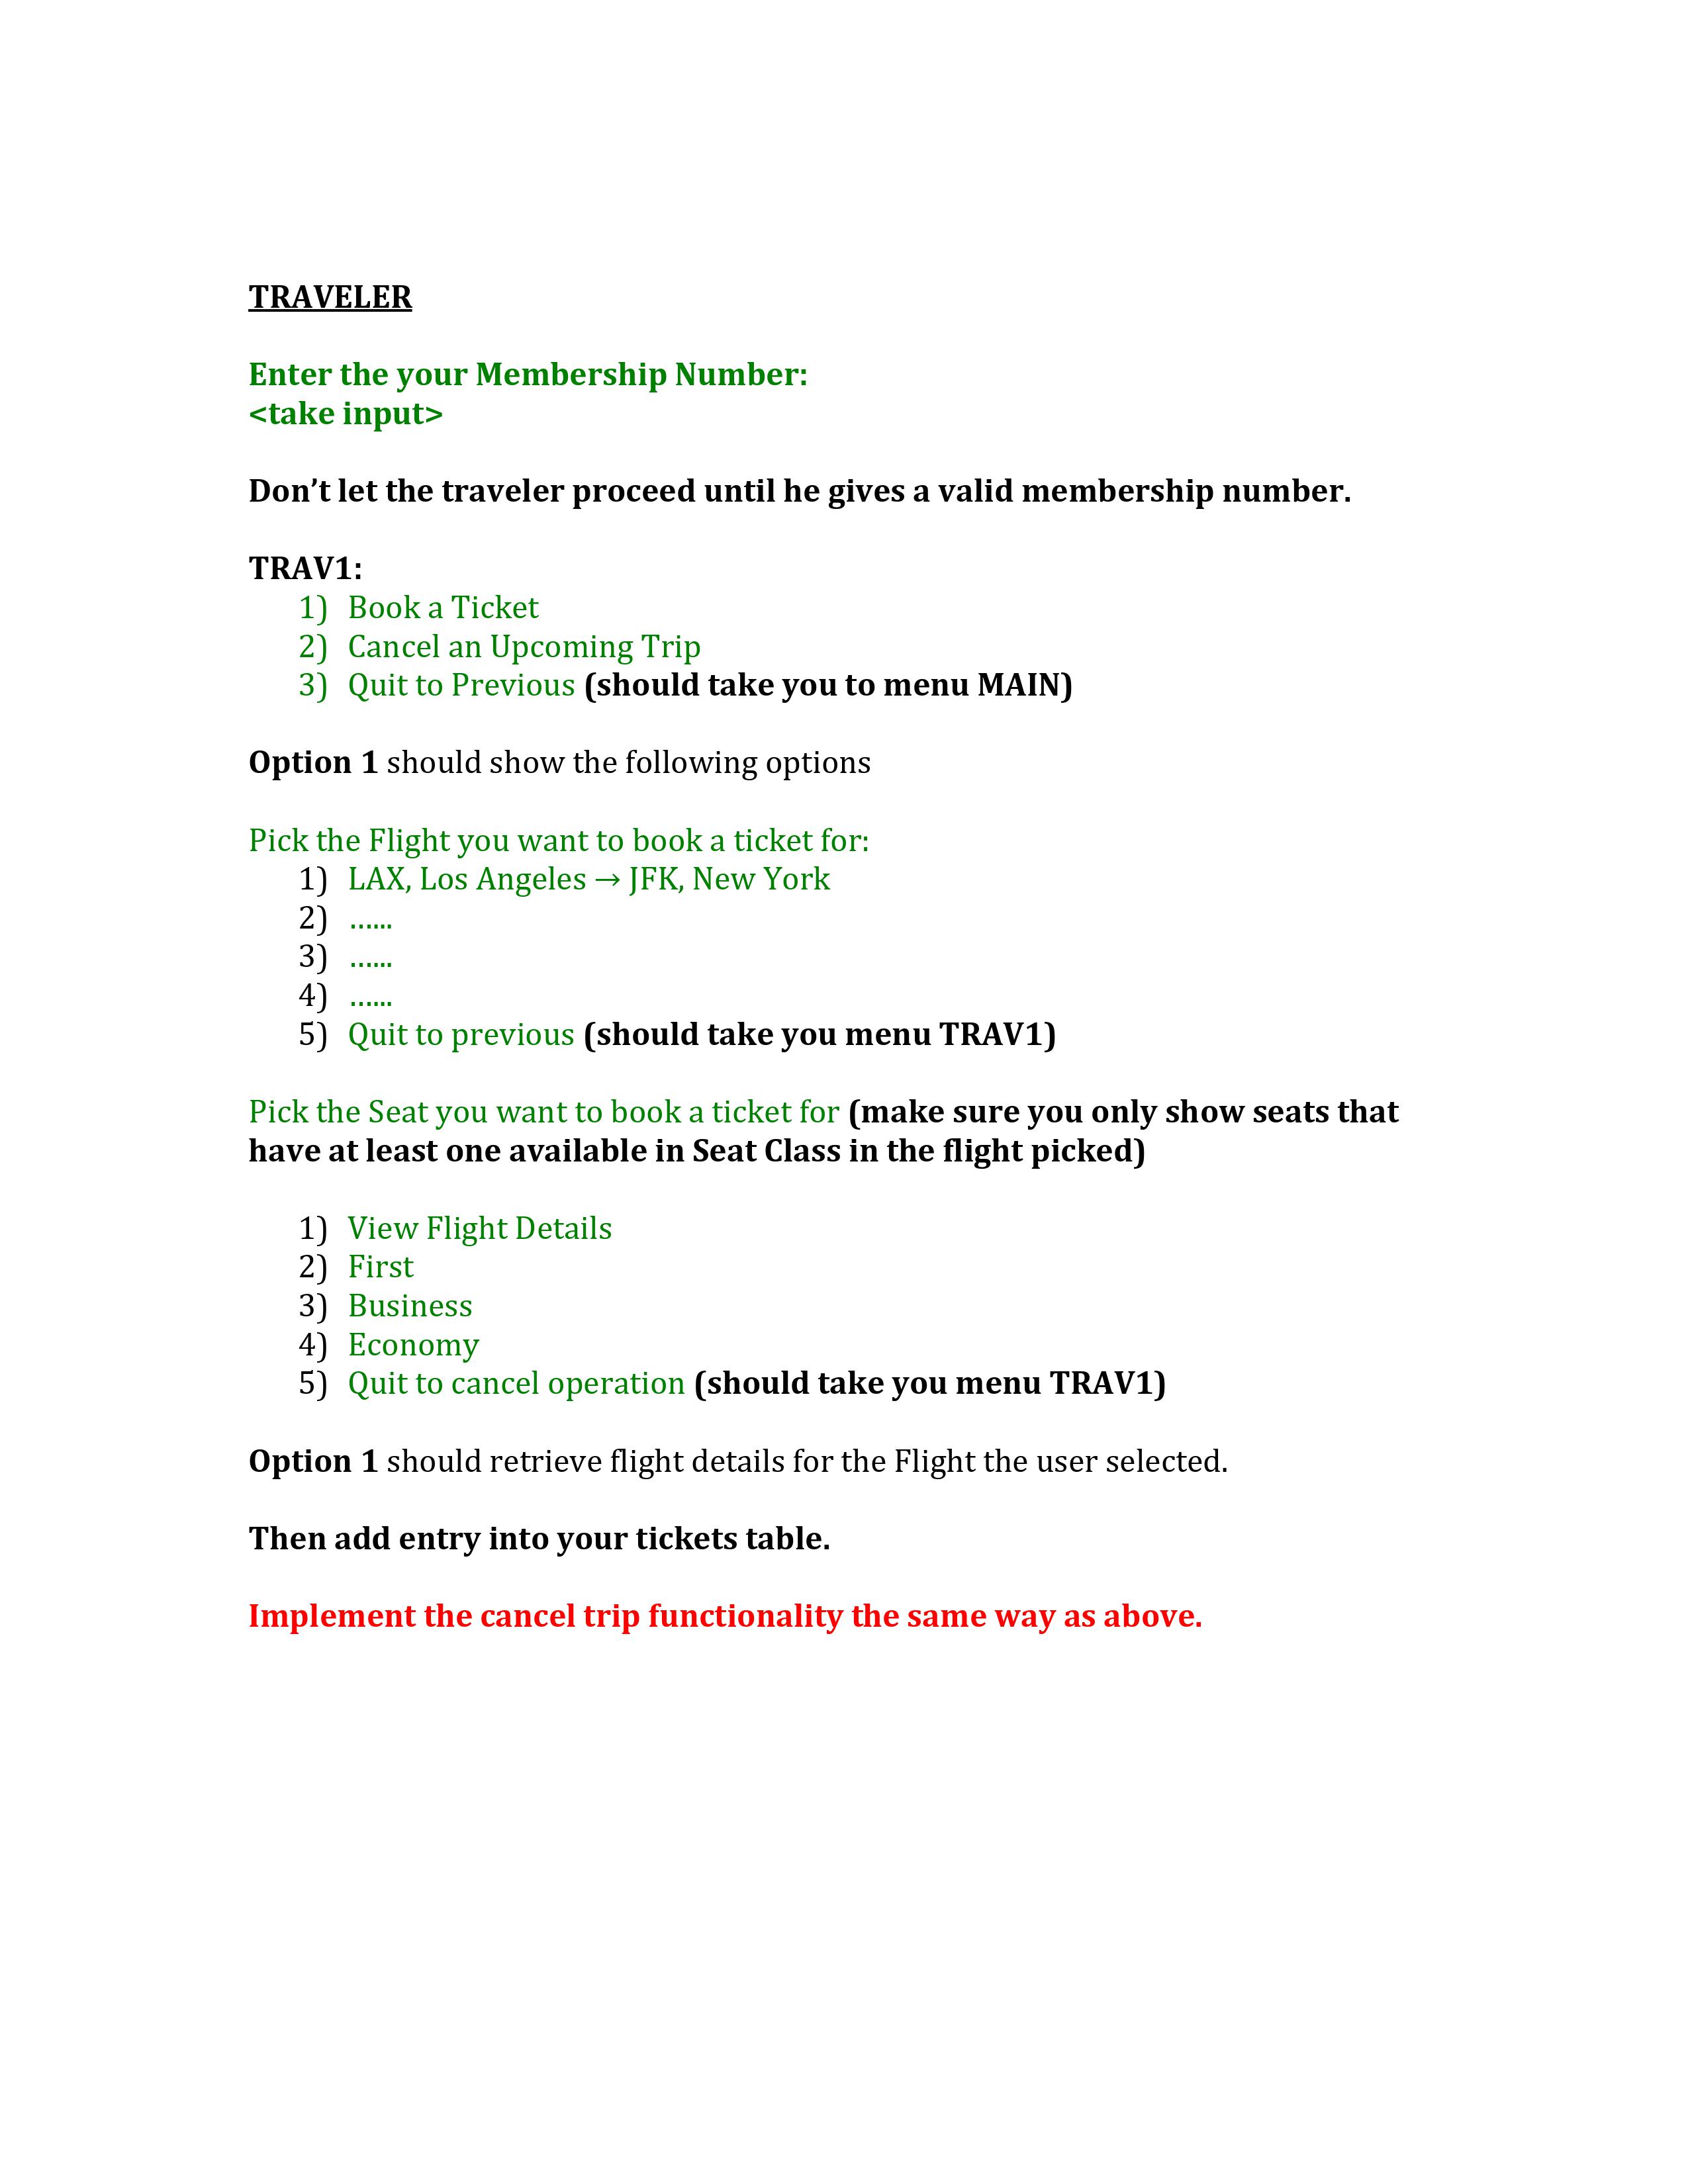 TRAVELER
Enter the your Membership Number:
<take input>
Don’t let the traveler proceed until he gives a valid membership number.
TRAV1:
1) Book a Ticket
2) Cancel an Upcoming Trip
3) Quit to Previous (should take you to menu MAIN)
Option 1 should show the following options
Pick the Flight you want to book a ticket for:
1) LAX, Los Angeles → JFK, New York
2) …...
3) …...
4) …...
5) Quit to previous (should take you menu TRAV1)
Pick the Seat you want to book a ticket for (make sure you only show seats that
have at least one available in Seat Class in the flight picked)
1) View Flight Details
2) First
3) Business
4) Economy
5) Quit to cancel operation (should take you menu TRAV1)
Option 1 should retrieve flight details for the Flight the user selected.
Then add entry into your tickets table.
Implement the cancel trip functionality the same way as above.